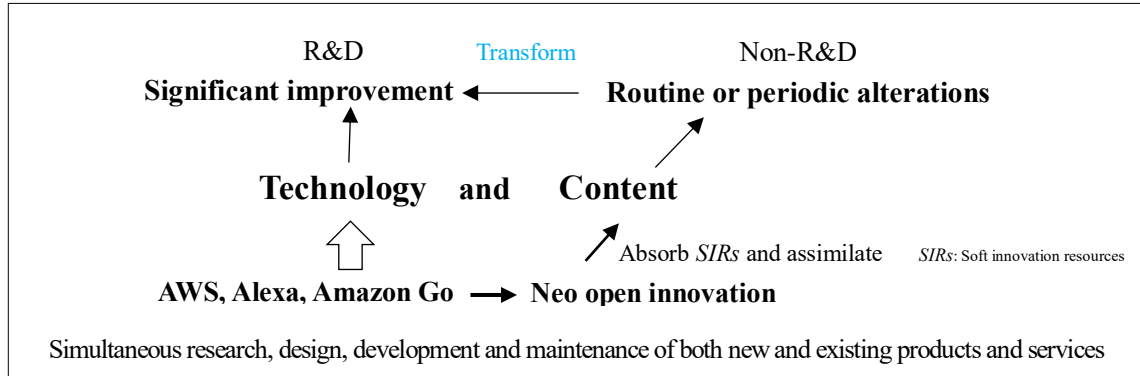 R&D Transform Non-R&D
Significant improvement Routine or periodic alterations
Technology and Content
Absorb SIRs and assimilate SIRs: Soft innovation resources
AWS, Alexa, Amazon Go Neo open innovation
Simultaneous research, design, development and maintenance of both new and existing products and services